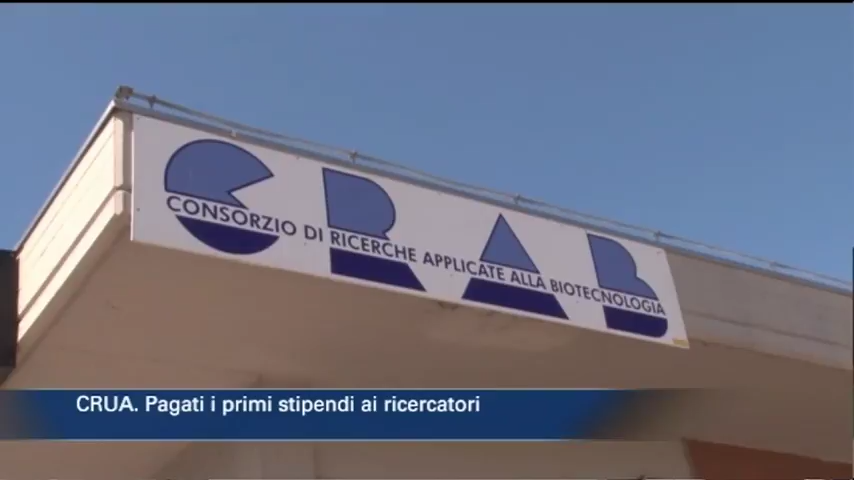 CRAB
CONSORZIO DI RICERCHE APPLICATE ALLA BIOTECNOLOGIA
CRUA. Pagati i primi stipendi ai ricercatori